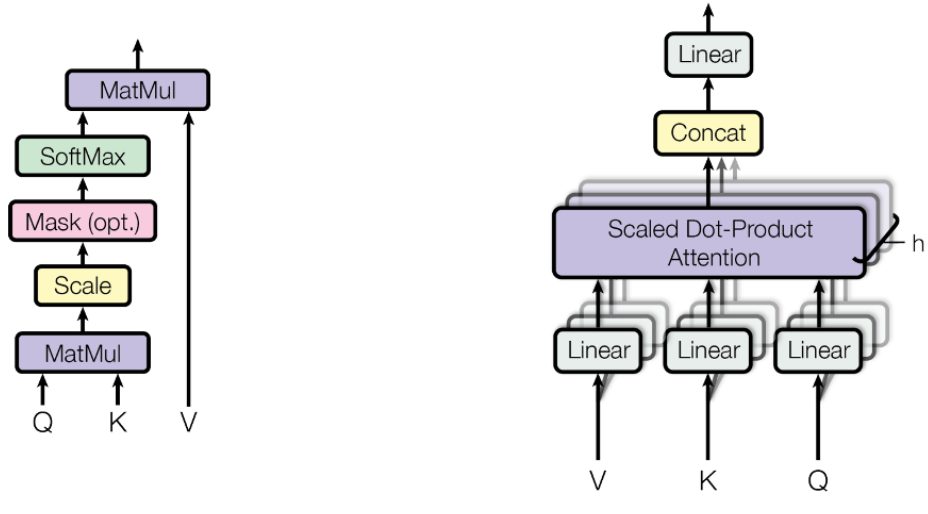 MatMul
SoftMax
Mask (opt.)
Scale
MatMul
Q K V
Linear
Concat
Scaled Dot-Product
Attention
h
Linear Linear Linear
V K Q